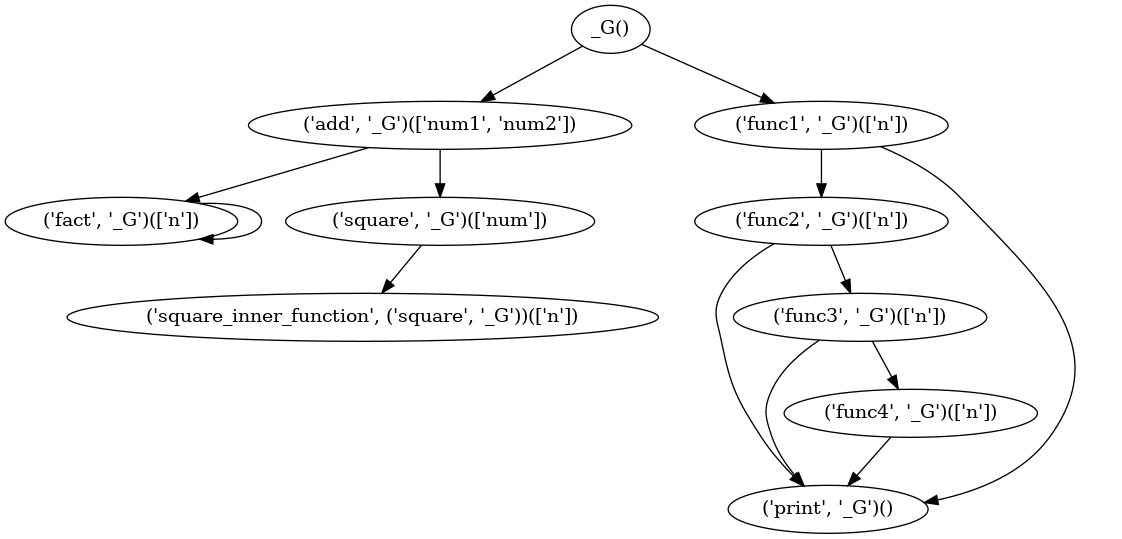 _G()
('add', '_G')(['num1', 'num2'])
('func1', '_G')(['n'])
('fact', '_G')(['n'])
('square', '_G')(['num'])
('func2', '_G')(['n'])
('square_inner_function', ('square', '_G'))(['n'])
('func3', '_G')(['n'])
('func4', '_G')(['n'])
('print', '_G')()